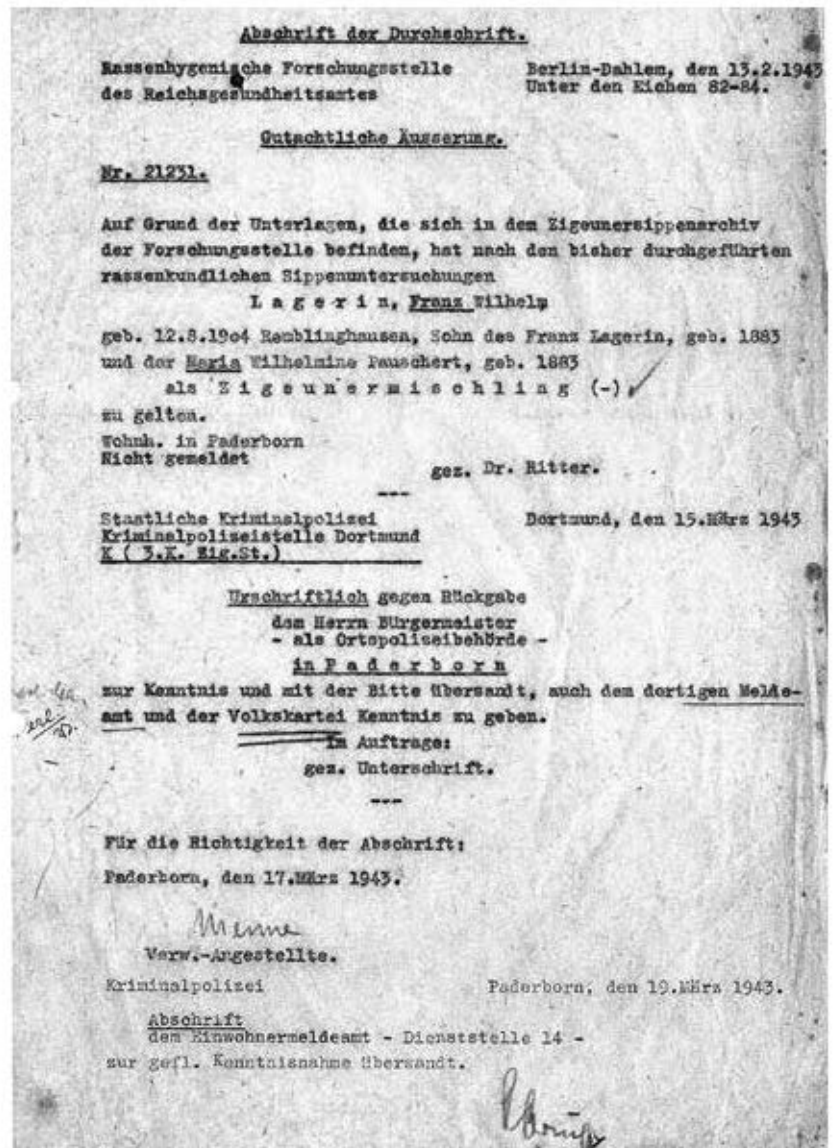 Abschrift der Durchschrift.
Rassenhygenische Forschungsstelle
des Reichsgesundheitsamtes
Berlin-Dahlem, den 13.2.1943
Unter den Eichen 82-84.
Gutachtliche Äusserung.
Nr. 21231.
Auf Grund der Unterlagen, die sich in dem Zigeunersippenarchiv
der Forschungsstelle befinden, hat nach den bisher durchgeführten
rassenkundlichen Sippenuntersuchungen
L a g e r i n, Franz Wilhelm
geb. 12.8.1904 Remblinghausen, Sohn des Franz Lagerin, geb. 1883
und der Maria Wilhelmine Pauschert, geb. 1883
als Z i g e u n e r m i s c h l i n g (-)
zu gelten.
Wohnh. in Paderborn
Nicht gemeldet
gez. Dr. Ritter.
---
Staatliche Kriminalpolizei
Kriminalpolizeistelle Dortmund
K ( 3.K. Zig.St.)
Dortmund, den 15.März 1943
Urschriftlich gegen Rückgabe
dem Herrn Bürgermeister
- als Ortspolizeibehörde -
in P a d e r b o r n
zur Kenntnis und mit der Bitte übersandt, auch dem dortigen Melde-
amt und der Volkskartei Kenntnis zu geben.
Im Auftrage:
gez. Unterschrift.
---
Für die Richtigkeit der Abschrift:
Paderborn, den 17.März 1943.
Menne
Verw.-Angestellte.
Kriminalpolizei
Paderborn, den 19.März 1943.
Abschrift
dem Einwohnermeldeamt - Dienststelle 14 -
zur gefl. Kenntnisnahme übersandt.